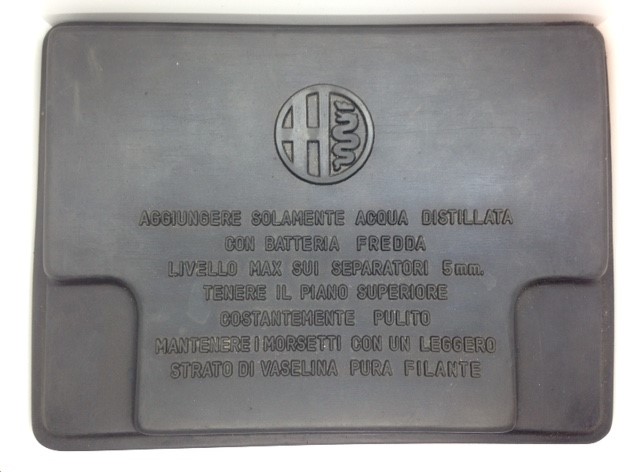 AGGIUNGERE SOLAMENTE ACQUA DISTILLATA
CON BATTERIA FREDDA
LIVELLO MAX SUI SEPARATORI 5mm.
TENERE IL PIANO SUPERIORE
COSTANTEMENTE PULITO
MANTENERE I MORSETTI CON UN LEGGERO
STRATO DI VASELINA PURA FILANTE